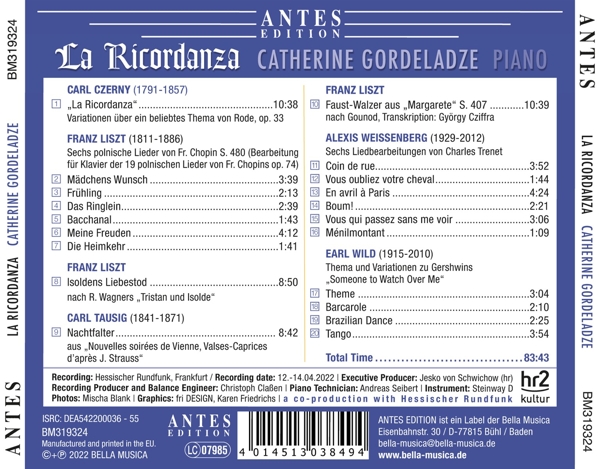 ANTES
EDITION
La Ricordanza CATHERINE GORDELADZE PIANO
CARL CZERNY (1791-1857)
1 „La Ricordanza“ 10:38
Variationen über ein beliebtes Thema von Rode, op. 33
FRANZ LISZT (1811-1886)
Sechs polnische Lieder von Fr. Chopin S. 480 (Bearbeitung
für Klavier der 19 polnischen Lieder von Fr. Chopins op. 74)
2 Mädchens Wunsch 3:39
3 Frühling 2:13
4 Das Ringlein 2:39
5 Bacchanal 1:43
6 Meine Freuden 4:12
7 Die Heimkehr 1:41
FRANZ LISZT
8 Isoldens Liebestod 8:50
nach R. Wagners „Tristan und Isolde“
CARL TAUSIG (1841-1871)
9 Nachtfalter 8:42
aus „Nouvelles soirées de Vienne, Valses-Caprices
d'après J. Strauss“
FRANZ LISZT
10 Faust-Walzer aus „Margarete“ S. 407 10:39
nach Gounod, Transkription: György Cziffra
ALEXIS WEISSENBERG (1929-2012)
Sechs Liedbearbeitungen von Charles Trenet
11 Coin de rue 3:52
12 Vous oubliez votre cheval 1:44
13 En avril à Paris 4:24
14 Boum! 2:21
15 Vous qui passez sans me voir 3:06
16 Ménilmontant 1:09
EARL WILD (1915-2010)
Thema und Variationen zu Gershwins
„Someone to Watch Over Me“
17 Theme 3:04
18 Barcarole 2:10
19 Brazilian Dance 2:25
20 Tango 3:54
Total Time 83:43
Recording: Hessischer Rundfunk, Frankfurt / Recording date: 12.-14.04.2022 / Executive Producer: Jesko von Schwichow (hr)
Recording Producer and Balance Engineer: Christoph Claßen | Piano Technician: Andreas Seibert | Instrument: Steinway D
Photos: Mischa Blank | Graphics: fri DESIGN, Karen Friedrichs | a co-production with Hessischer Rundfunk
hr2
kultur
ISRC: DEA542200036 - 55
BM319324
Manufactured and printed in the EU.
©+℗ 2022 BELLA MUSICA
ANTES
EDITION
LC 07985
4 014513 038494
ANTES EDITION ist ein Label der Bella Musica
Eisenbahnstr. 30 / D-77815 Bühl / Baden
bella-musica@bella-musica.de
www.bella-musica.de
ANTES LA RICORDANZA CATHERINE GORDELADZE BM319324
ANTES LA RICORDANZA CATHERINE GORDELADZE BM319324